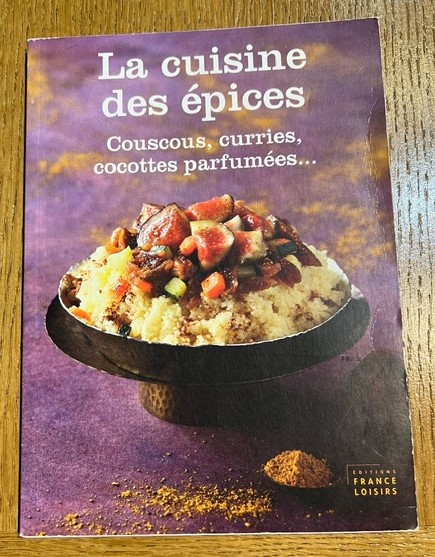 La cuisine
des épices
Couscous, curries,
cocottes parfumées...
EDITIONS
FRANCE
LOISIRS